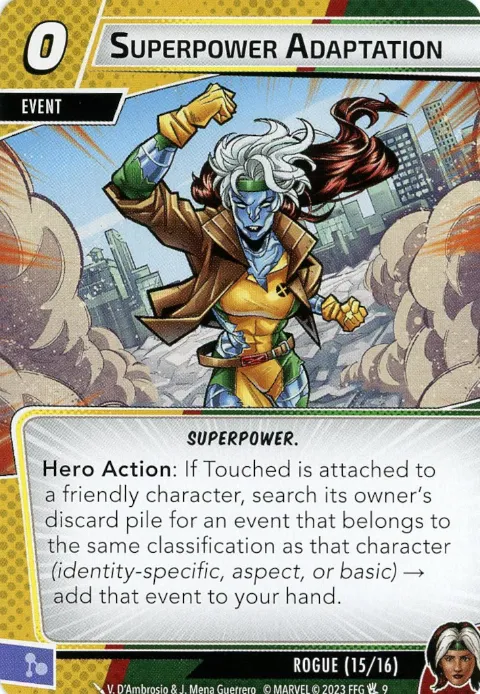 0
SUPERPOWER ADAPTATION
EVENT
SUPERPOWER.
Hero Action: If Touched is attached to
a friendly character, search its owner's
discard pile for an event that belongs to
the same classification as that character
(identity-specific, aspect, or basic) →
add that event to your hand.
ROGUE (15/16)
V. D'Ambrosio & J. Mena Guerrero © MARVEL © 2023 FFG 9